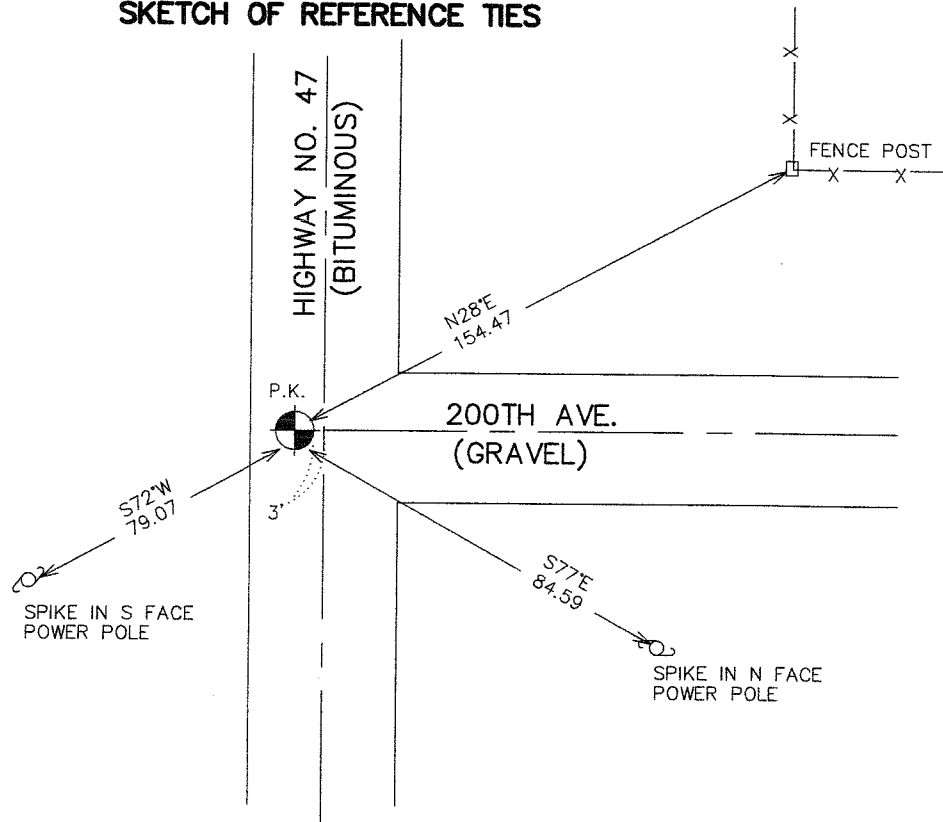 SKETCH OF REFERENCE TIES
HIGHWAY NO. 47
(BITUMINOUS)
FENCE POST
N28°E
154.47
P.K.
200TH AVE.
(GRAVEL)
S72°W
79.07
3'
S77°E
84.59
SPIKE IN S FACE
POWER POLE
SPIKE IN N FACE
POWER POLE